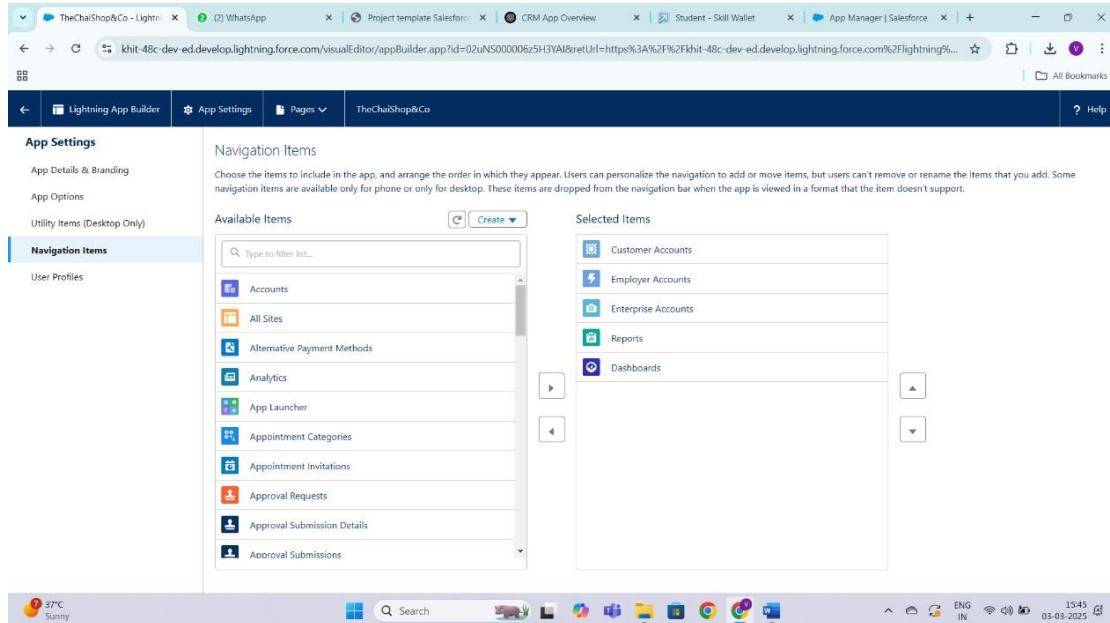 TheChaiShop&Co - Lightni
(2) WhatsApp
Project template Salesforc
CRM App Overview
Student - Skill Wallet
App Manager | Salesforce
khit-48c-dev-ed.develop.lightning.force.com/visualEditor/appBuilder.app?id=02uNS000006z5H3YAI&retUrl=https%3A%2F%2Fkhit-48c-dev-ed.develop.lightning.force.com%2Flightning%...
V
All Bookmarks
Lightning App Builder
App Settings
Pages
TheChaiShop&Co
? Help
App Settings
App Details & Branding
App Options
Utility Items (Desktop Only)
Navigation Items
User Profiles
Navigation Items
Choose the items to include in the app, and arrange the order in which they appear. Users can personalize the navigation to add or move items, but users can't remove or rename the items that you add. Some
navigation items are available only for phone or only for desktop. These items are dropped from the navigation bar when the app is viewed in a format that the item doesn't support.
Available Items
Create
Type to filter list...
Accounts
All Sites
Alternative Payment Methods
Analytics
App Launcher
Appointment Categories
Appointment Invitations
Approval Requests
Approval Submission Details
Approval Submissions
Selected Items
Customer Accounts
Employer Accounts
Enterprise Accounts
Reports
Dashboards
7
37°C
Sunny
Search
ENG
IN
15:45
03-03-2025